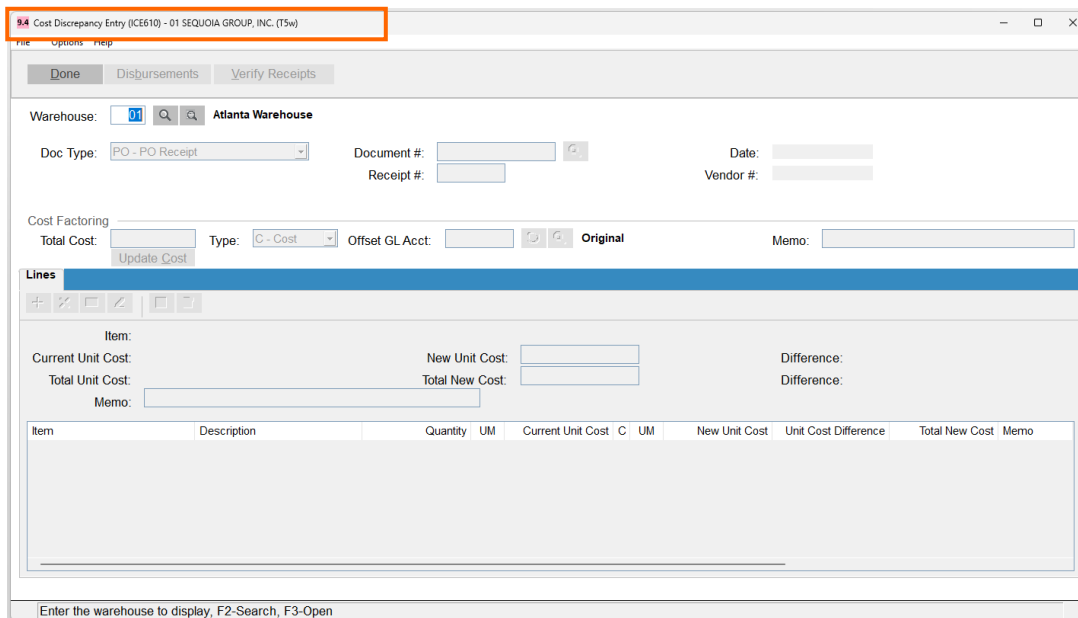 9.4 Cost Discrepancy Entry (ICE610) - 01 SEQUOIA GROUP, INC. (T5w)
File Options Help
Done Disbursements Verify Receipts
Warehouse: 01 Atlanta Warehouse
Doc Type: PO - PO Receipt Document #: Date:
Receipt #: Vendor #:
Cost Factoring
Total Cost: Type: C - Cost Offset GL Acct: Original Memo:
Update Cost
Lines
Item:
Current Unit Cost: New Unit Cost: Difference:
Total Unit Cost: Total New Cost: Difference:
Memo:
Item Description Quantity UM Current Unit Cost C UM New Unit Cost Unit Cost Difference Total New Cost Memo
Enter the warehouse to display, F2-Search, F3-Open